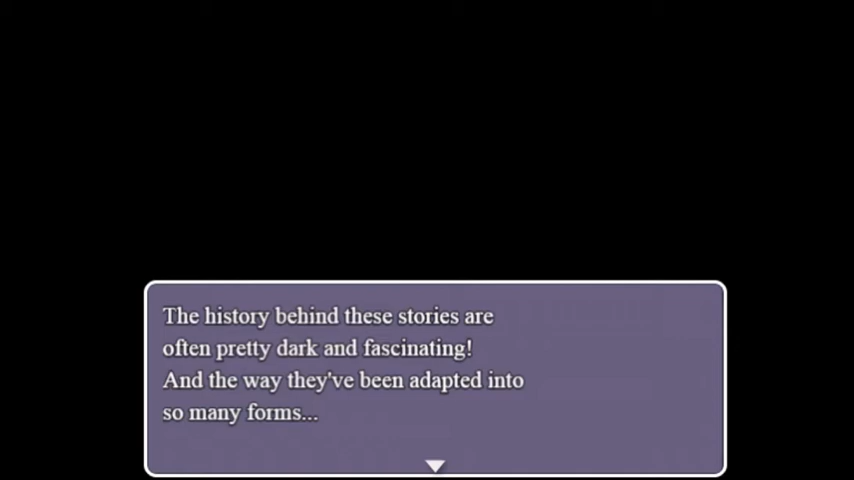 The history behind these stories are
often pretty dark and fascinating!
And the way they've been adapted into
so many forms...